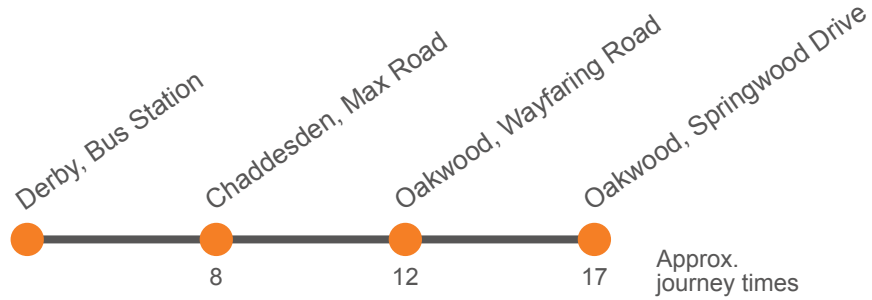 Derby, Bus Station
Chaddesden, Max Road
Oakwood, Wayfaring Road
Oakwood, Springwood Drive
8
12
17
Approx.
journey times